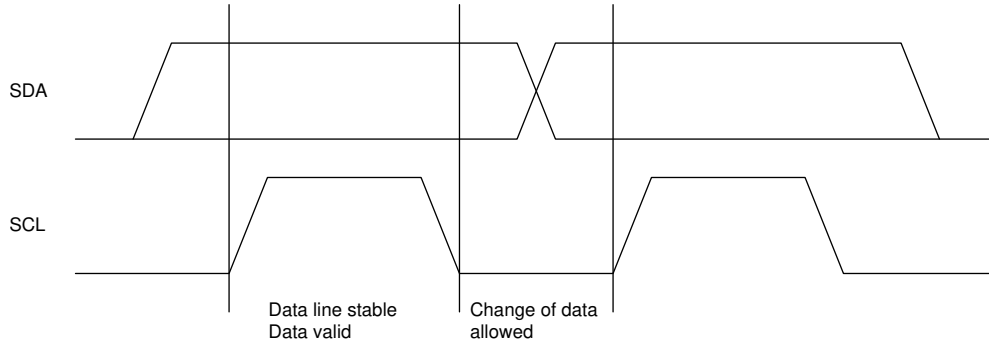 SDA
SCL
Data line stable
Data valid
Change of data
allowed